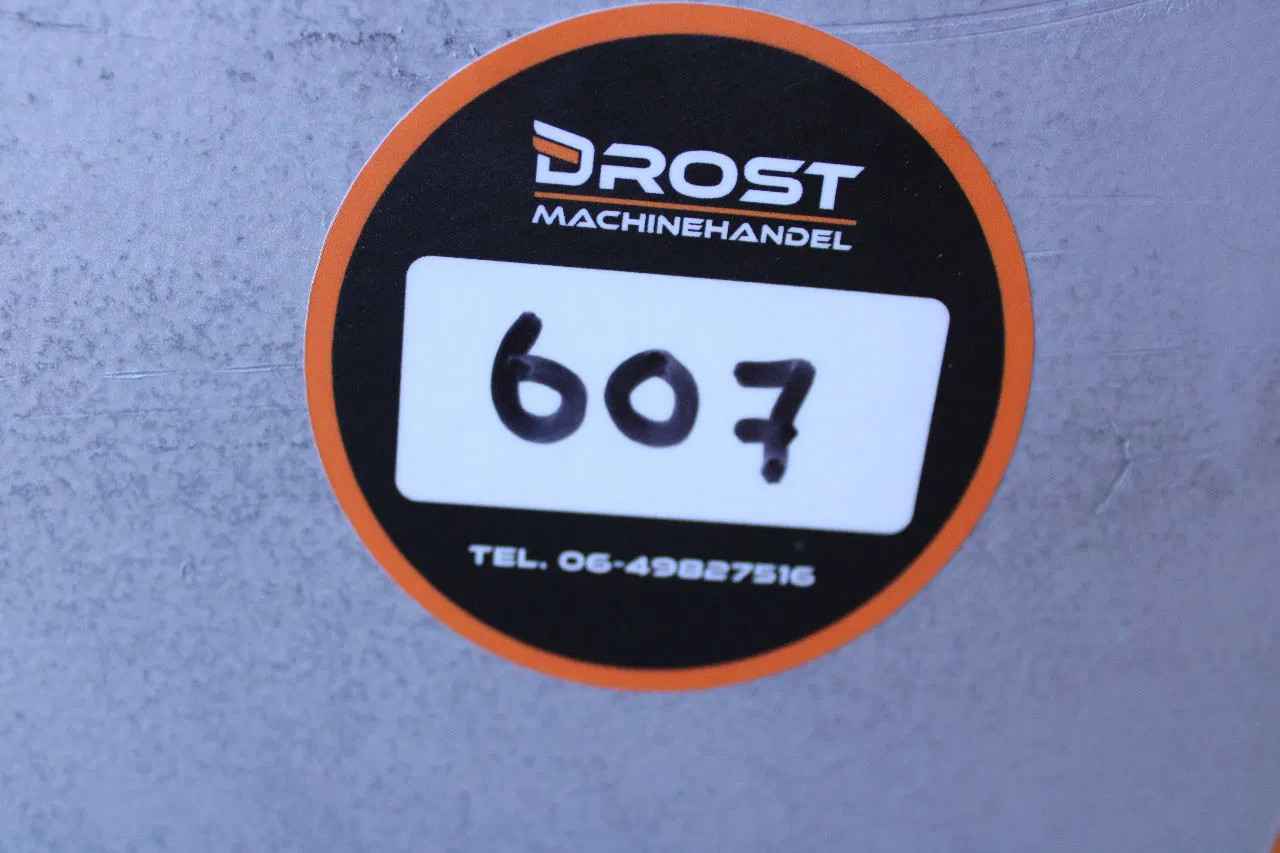 DROST
MACHINEHANDEL
607
TEL. 06-49827516